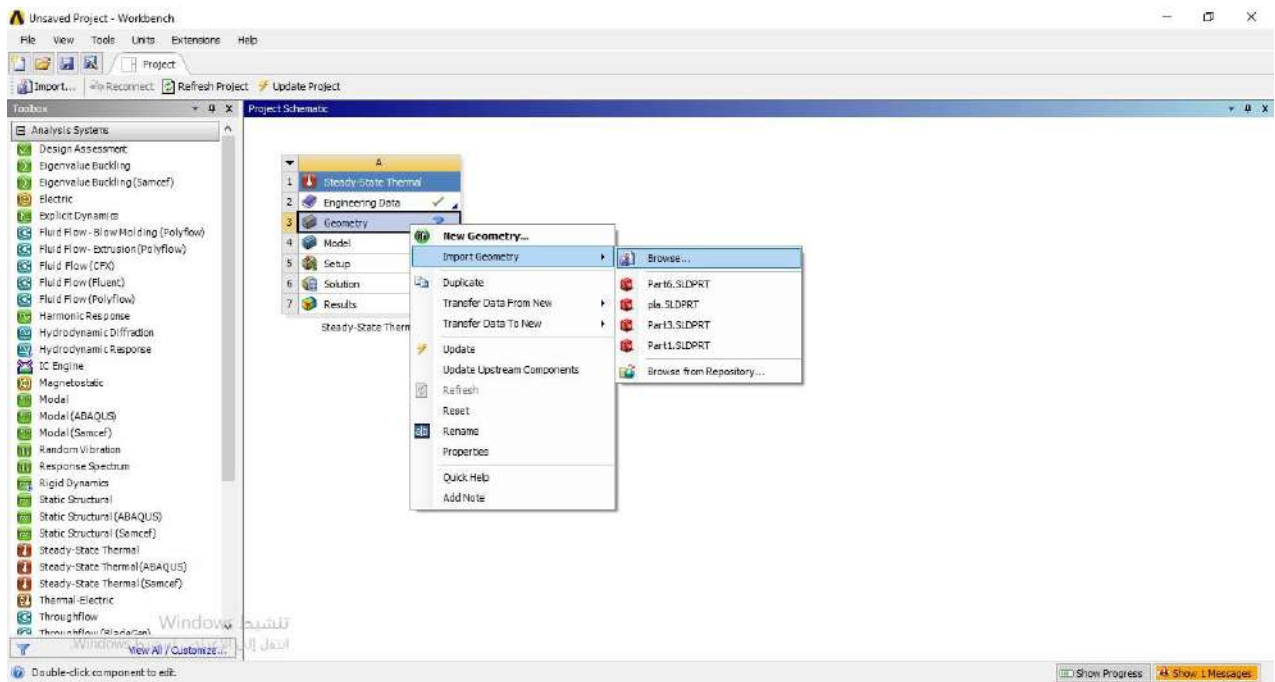 Unsaved Project - Workbench
File View Tools Units Extensions Help
Project
Import... Reconnect Refresh Project Update Project
Toolbox
Project Schematic
Analysis Systems
Design Assessment
Eigenvalue Buckling
Eigenvalue Buckling (Samcef)
Electric
Explicit Dynamics
Fluid Flow - Blow Molding (Polyflow)
Fluid Flow - Extrusion (Polyflow)
Fluid Flow (CFX)
Fluid Flow (Fluent)
Fluid Flow (Polyflow)
Harmonic Response
Hydrodynamic Diffraction
Hydrodynamic Response
IC Engine
Magnetostatic
Modal
Modal (ABAQUS)
Modal (Samcef)
Random Vibration
Response Spectrum
Rigid Dynamics
Static Structural
Static Structural (ABAQUS)
Static Structural (Samcef)
Steady-State Thermal
Steady-State Thermal (ABAQUS)
Steady-State Thermal (Samcef)
Thermal-Electric
Throughflow
Throughflow (BladeGen)
View All / Customize...
A
1 Steady-State Thermal
2 Engineering Data
3 Geometry
4 Model
5 Setup
6 Solution
7 Results
Steady-State Therm
New Geometry...
Import Geometry
Duplicate
Transfer Data From New
Transfer Data To New
Update
Update Upstream Components
Refresh
Reset
Rename
Properties
Quick Help
Add Note
Browse...
Part6.SLDPRT
pla.SLDPRT
Part3.SLDPRT
Part1.SLDPRT
Browse from Repository...
تنشيط Windows
انتقل إلى Windows
Double-click component to edit.
Show Progress
Show 1 Messages